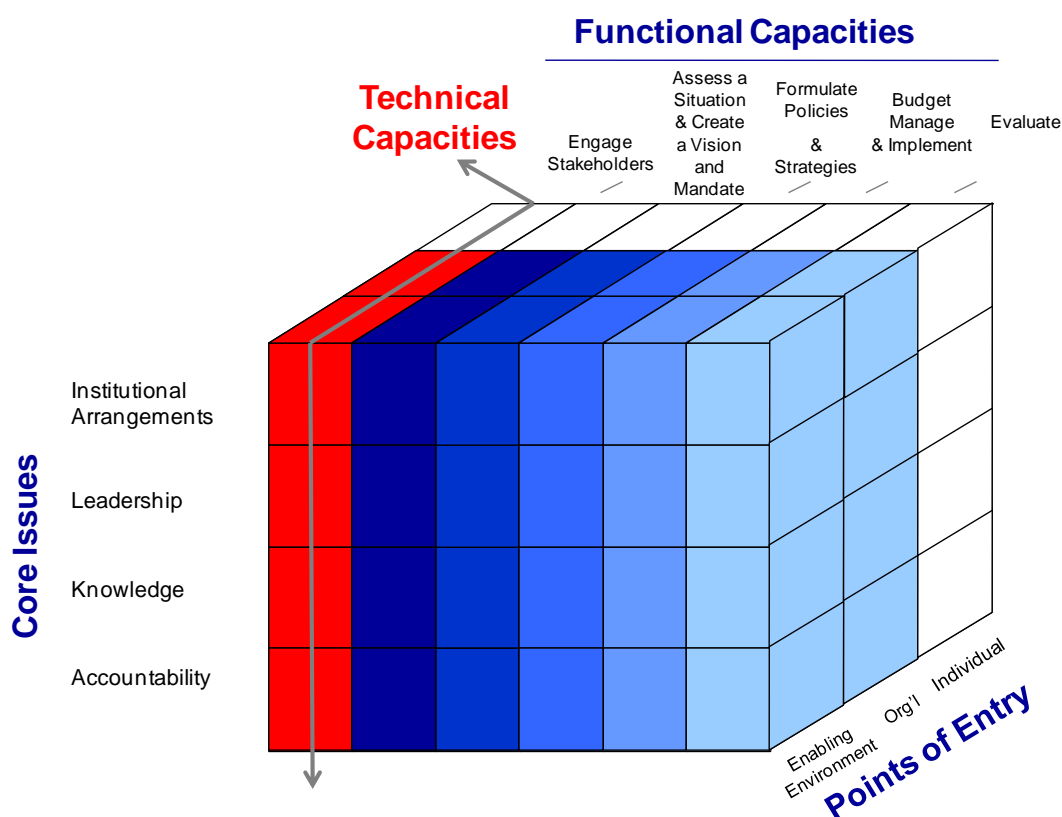 Functional Capacities
Technical
Capacities
Engage
Stakeholders
Assess a
Situation
& Create
a Vision
and
Mandate
Formulate
Policies
&
Strategies
Budget
Manage
& Implement
Evaluate
Core Issues
Institutional
Arrangements
Leadership
Knowledge
Accountability
Enabling
Environment
Org'l
Individual
Points of Entry